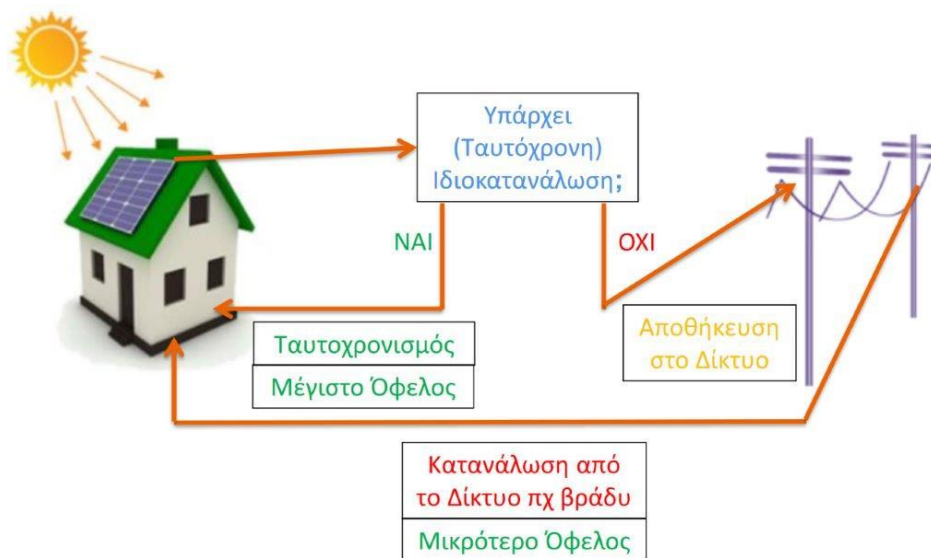 Υπάρχει
(Ταυτόχρονη)
Ιδιοκατανάλωση;
ΝΑΙ
ΟΧΙ
Ταυτοχρονισμός
Μέγιστο Όφελος
Αποθήκευση
στο Δίκτυο
Κατανάλωση από
το Δίκτυο πχ βράδυ
Μικρότερο Όφελος